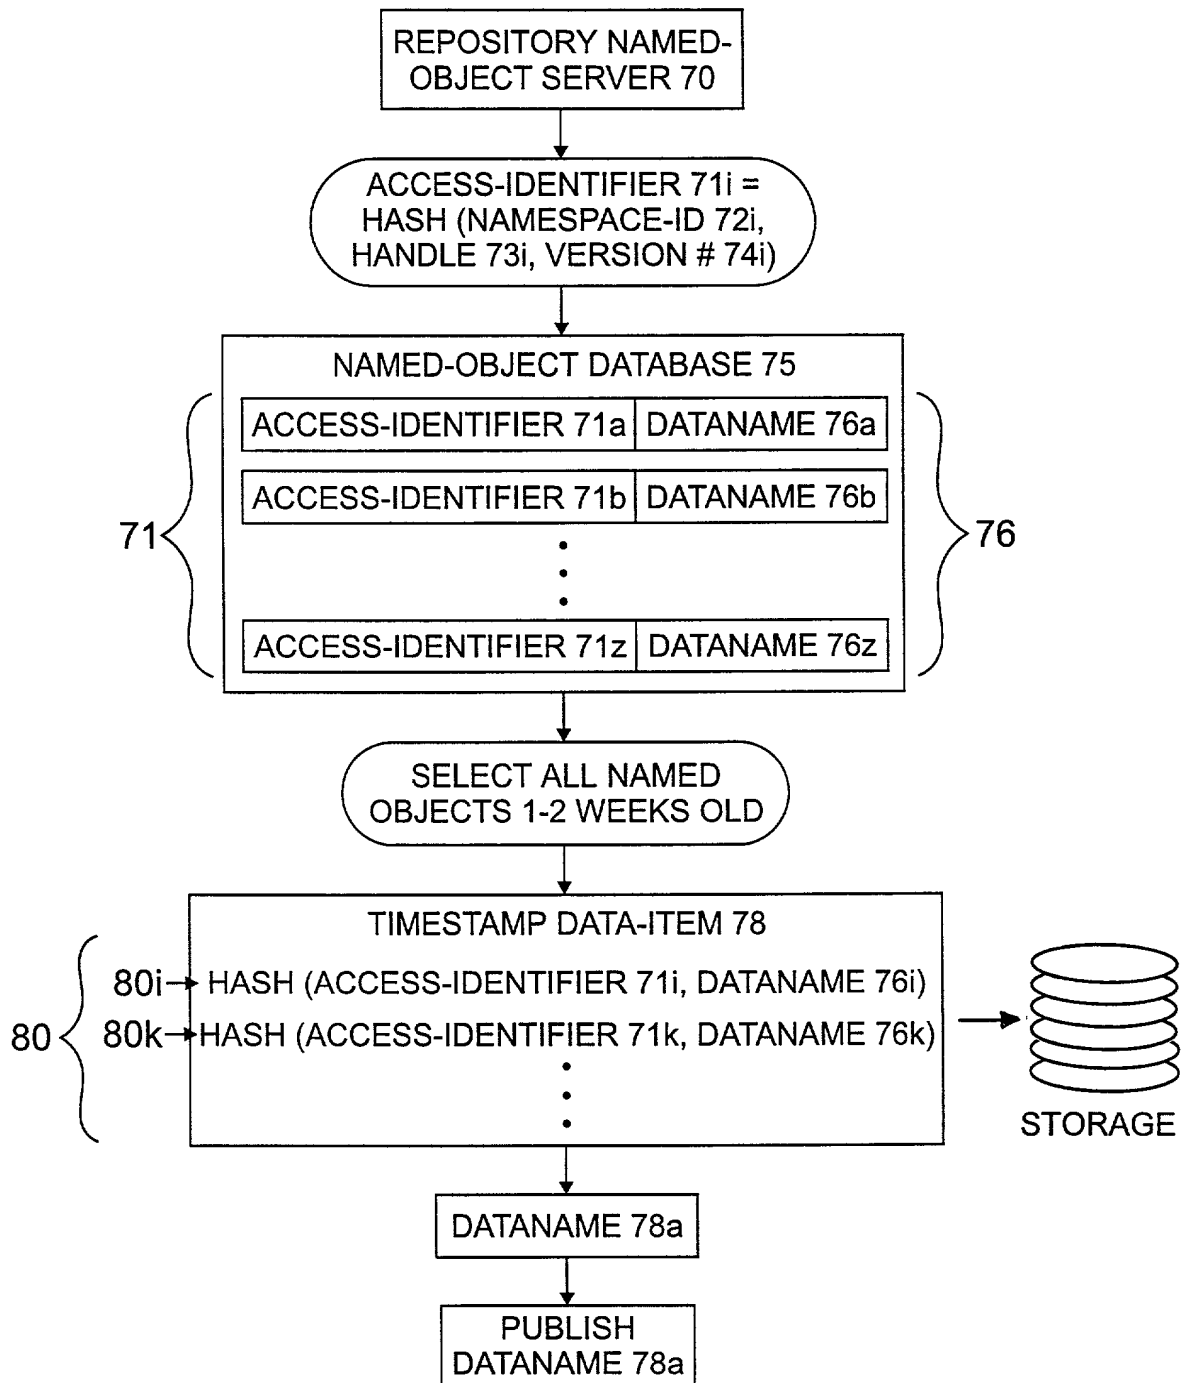 REPOSITORY NAMED-
OBJECT SERVER 70
ACCESS-IDENTIFIER 71i =
HASH (NAMESPACE-ID 72i,
HANDLE 73i, VERSION # 74i)
NAMED-OBJECT DATABASE 75
ACCESS-IDENTIFIER 71a DATANAME 76a
ACCESS-IDENTIFIER 71b DATANAME 76b
71
76
ACCESS-IDENTIFIER 71z DATANAME 76z
SELECT ALL NAMED
OBJECTS 1-2 WEEKS OLD
TIMESTAMP DATA-ITEM 78
80i HASH (ACCESS-IDENTIFIER 71i, DATANAME 76i)
80
80k HASH (ACCESS-IDENTIFIER 71k, DATANAME 76k)
STORAGE
DATANAME 78a
PUBLISH
DATANAME 78a